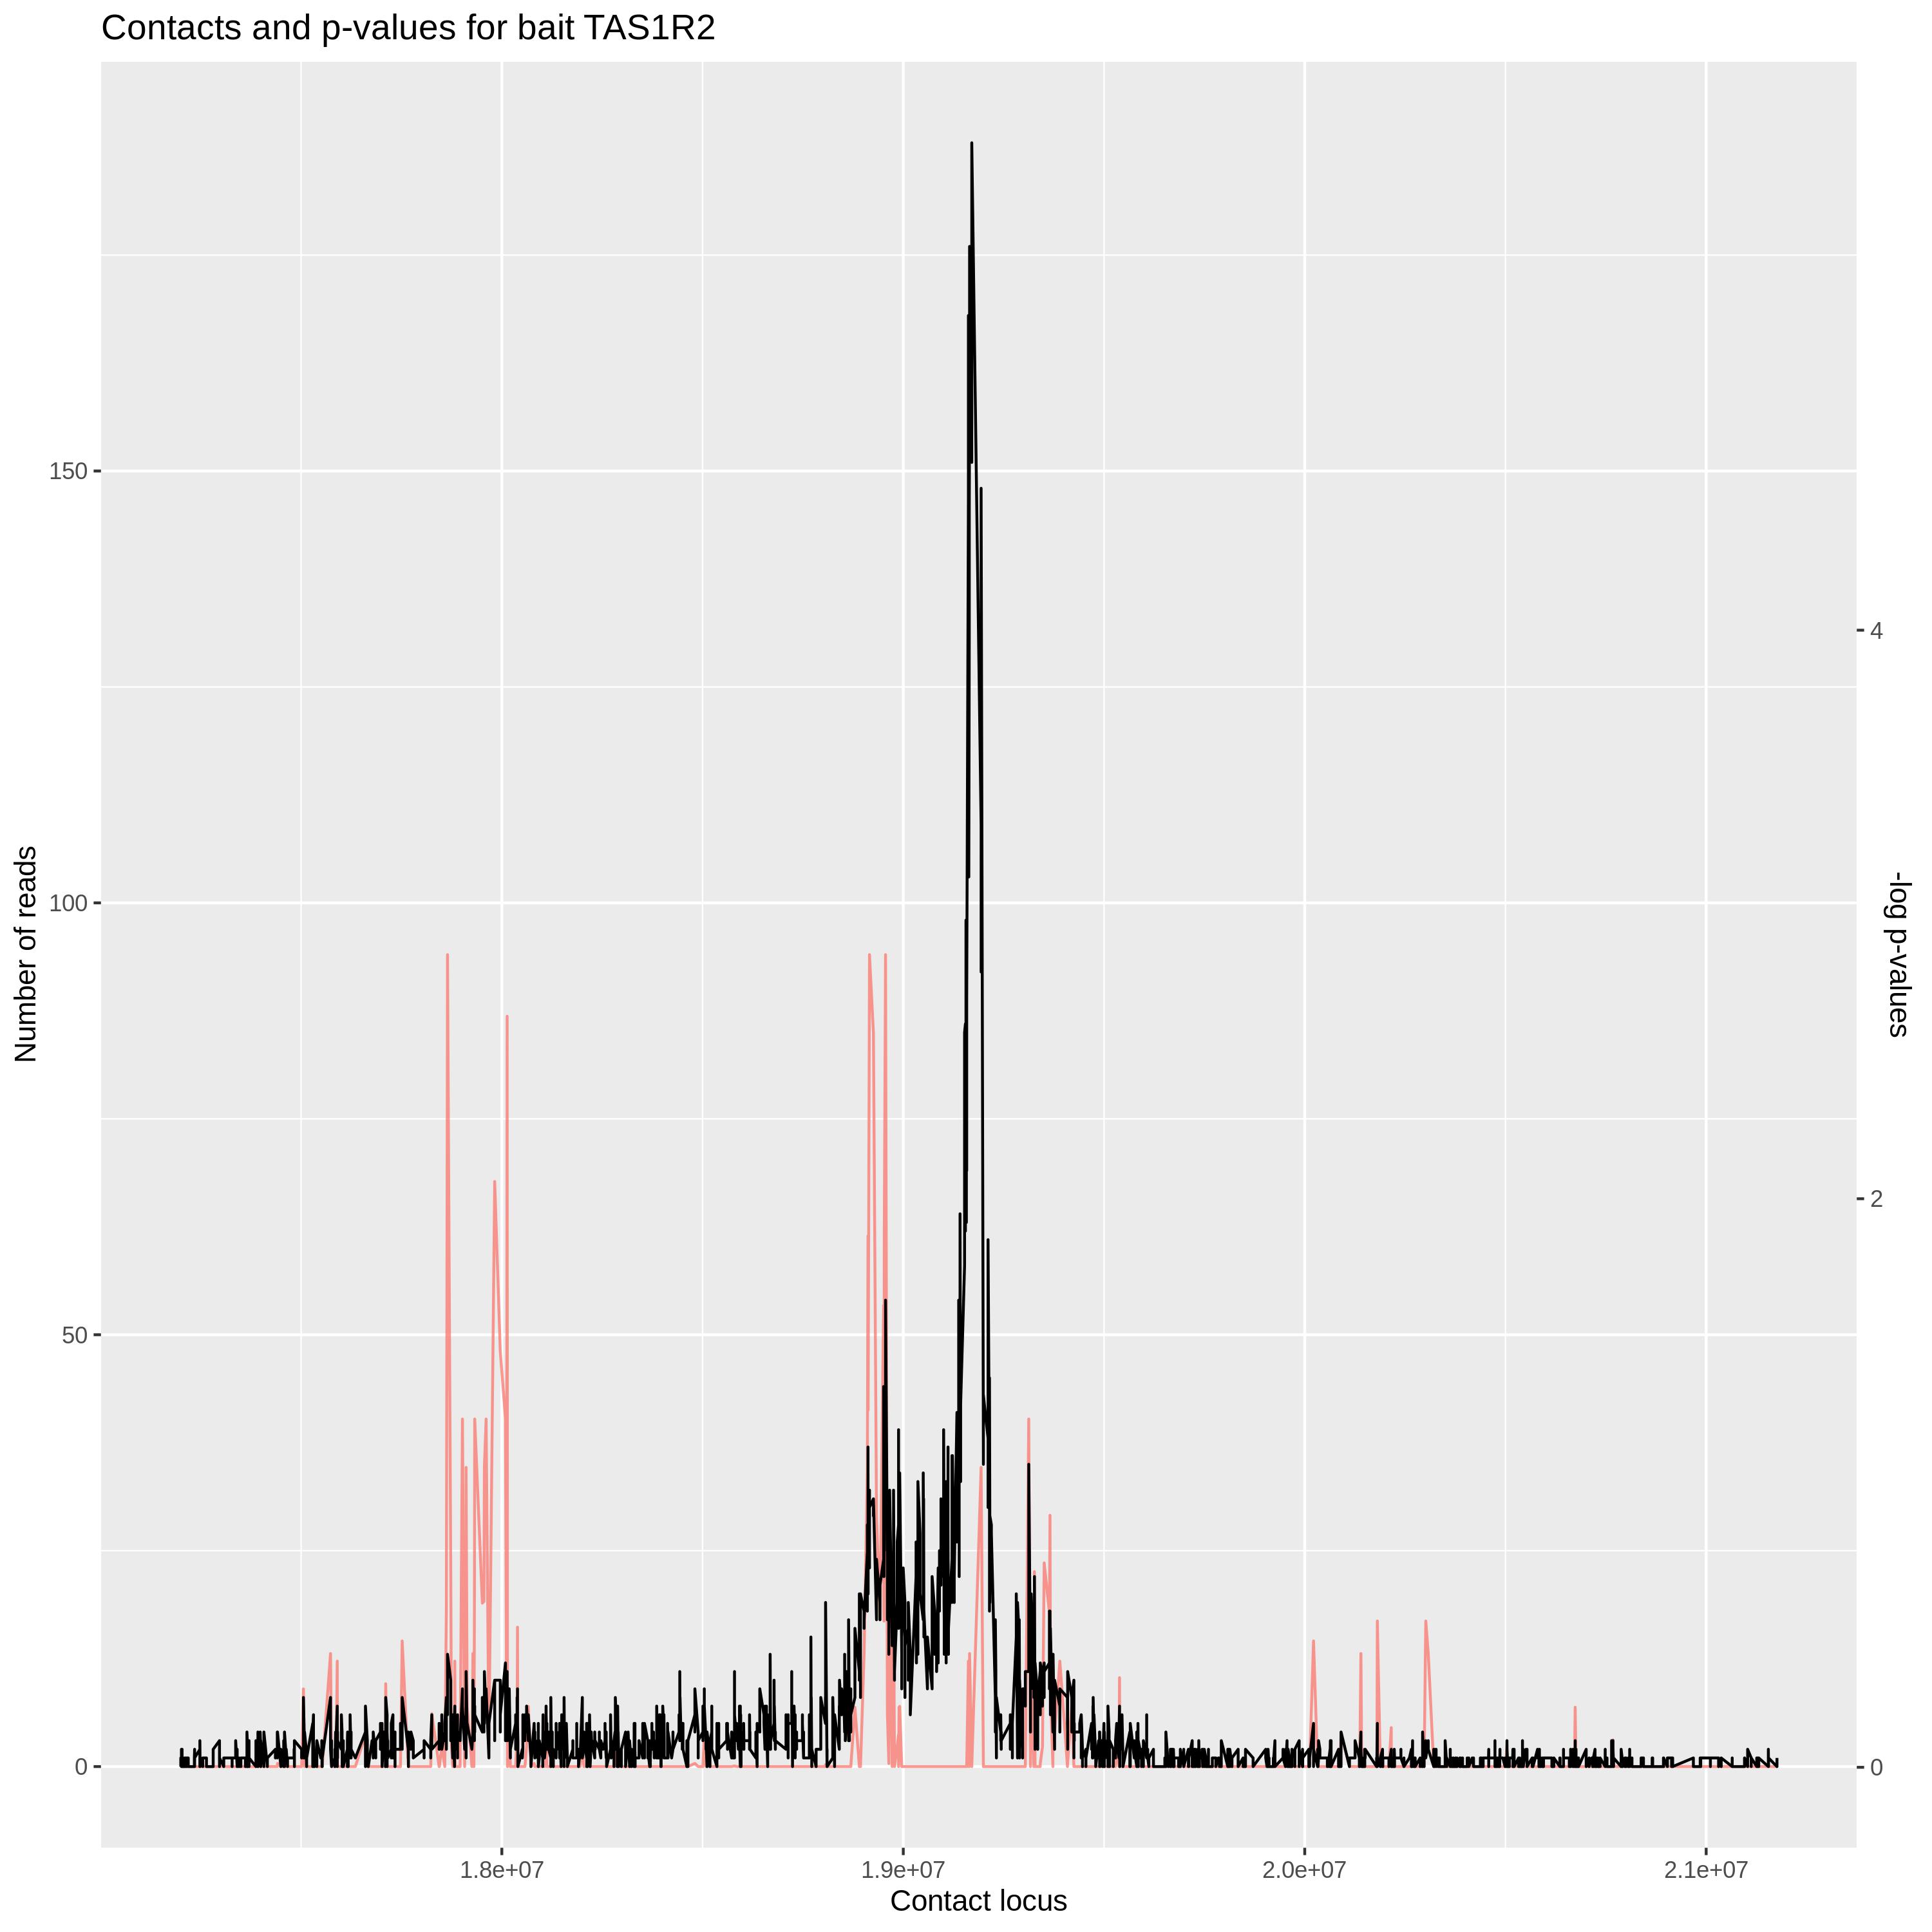 Contacts and p-values for bait TAS1R2
Number of reads
150
100
50
0
4
2
0
-log p-values
1.8e+07
1.9e+07
2.0e+07
2.1e+07
Contact locus